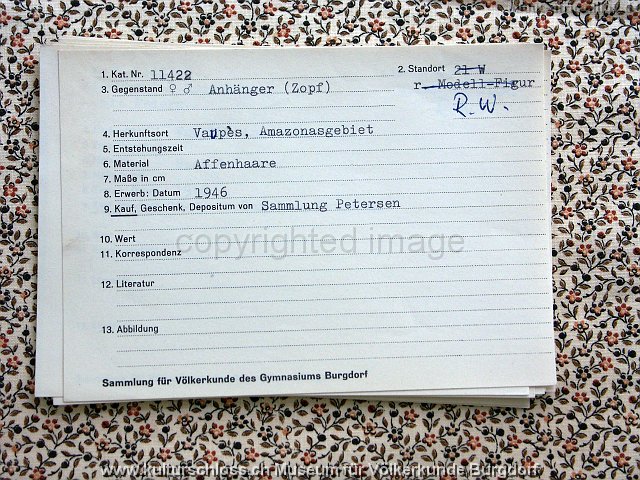 1. Kat. Nr. 11422 2. Standort 21 W
3. Gegenstand ♀ ♂ Anhänger (Zopf) r. Modell-Figur
R.W.
4. Herkunftsort Vaupès, Amazonasgebiet
5. Entstehungszeit
6. Material Affenhaare
7. Maße in cm
8. Erwerb: Datum 1946
9. Kauf, Geschenk, Depositum von Sammlung Petersen
10. Wert
copyrighted image
11. Korrespondenz
12. Literatur
13. Abbildung
Sammlung für Völkerkunde des Gymnasiums Burgdorf
www.kulturschloss.ch Museum für Völkerkunde Burgdorf